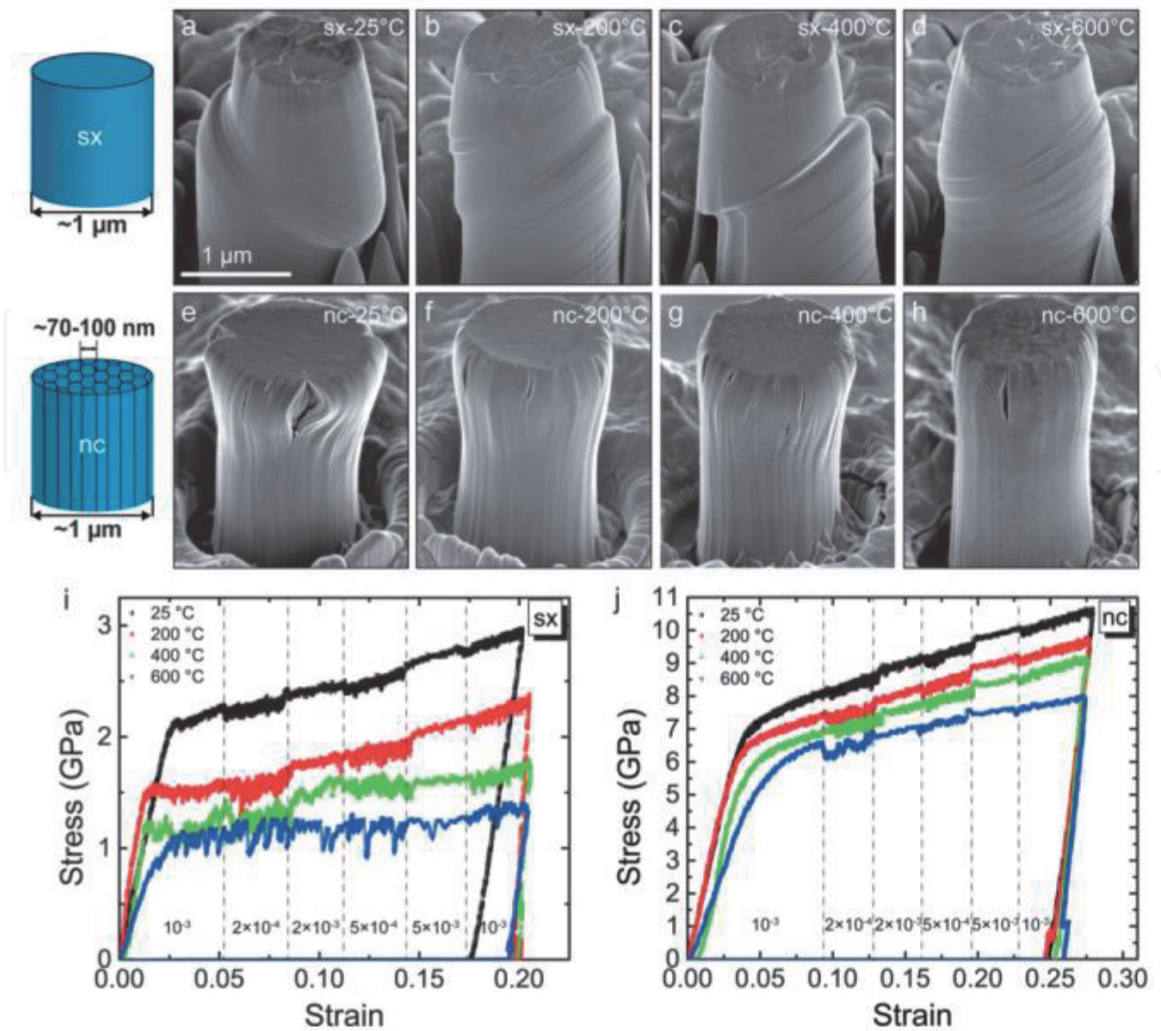 sx
~1 µm
a sx-25°C
1 µm
b sx-200°C
c sx-400°C
d sx-600°C
~70-100 nm
nc
~1 µm
e nc-25°C
f nc-200°C
g nc-400°C
h nc-600°C
i
sx
25 °C
200 °C
400 °C
600 °C
3
2
1
0
Stress (GPa)
10⁻³ 2×10⁻⁴ 2×10⁻³ 5×10⁻⁴ 5×10⁻³ 10⁻³
0.00 0.05 0.10 0.15 0.20
Strain
j
nc
25 °C
200 °C
400 °C
600 °C
11
10
9
8
7
6
5
4
3
2
1
0
Stress (GPa)
10⁻³ 2×10⁻⁴ 2×10⁻³ 5×10⁻⁴ 5×10⁻³ 10⁻³
0.00 0.05 0.10 0.15 0.20 0.25 0.30
Strain